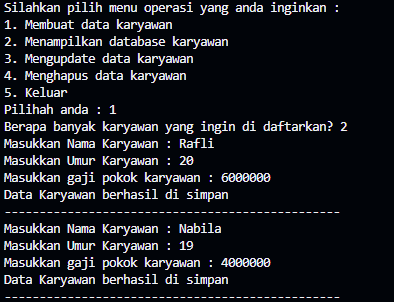 Silahkan pilih menu operasi yang anda inginkan :
1. Membuat data karyawan
2. Menampilkan database karyawan
3. Mengupdate data karyawan
4. Menghapus data karyawan
5. Keluar
Pilihah anda : 1
Berapa banyak karyawan yang ingin di daftarkan? 2
Masukkan Nama Karyawan : Rafli
Masukkan Umur Karyawan : 20
Masukkan gaji pokok karyawan : 6000000
Data Karyawan berhasil di simpan
--------------------------------------------------
Masukkan Nama Karyawan : Nabila
Masukkan Umur Karyawan : 19
Masukkan gaji pokok karyawan : 4000000
Data Karyawan berhasil di simpan
--------------------------------------------------